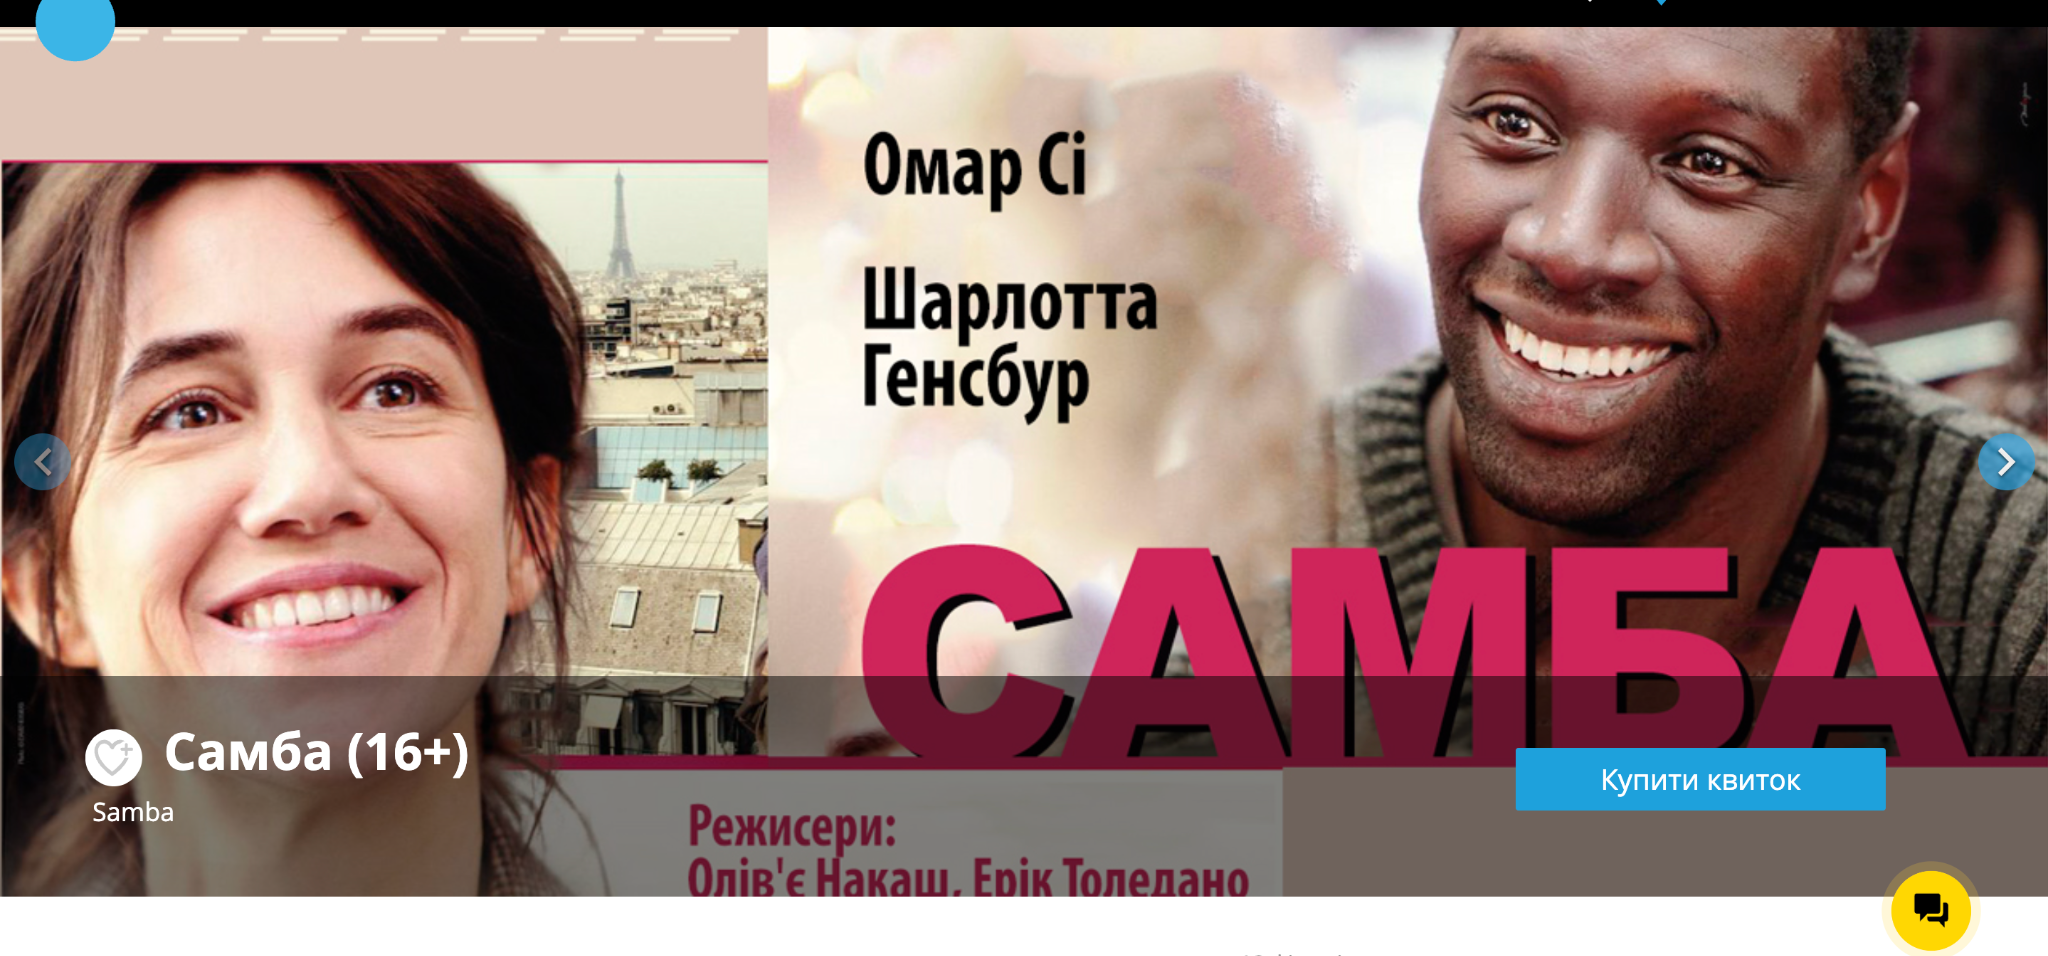 Омар Сі
Шарлотта
Генсбур
САМБА
Самба (16+)
Samba
Купити квиток
Режисери:
Олів'є Накаш, Ерік Толедано